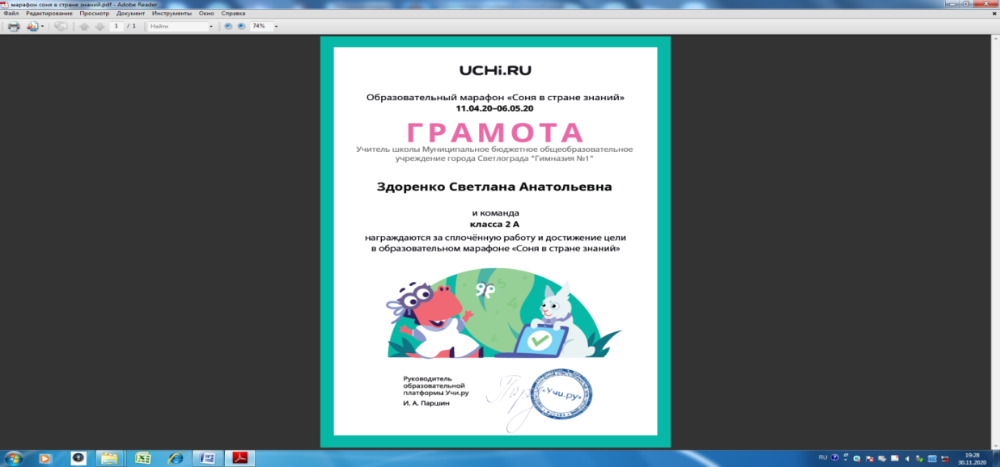 марафон соня в стране знаний.pdf - Adobe Reader
Файл Редактирование Просмотр Документ Инструменты Окно Справка
1 / 1 Найти 74%
UCHi.RU
Образовательный марафон «Соня в стране знаний»
11.04.20–06.05.20
ГРАМОТА
Учитель школы Муниципальное бюджетное общеобразовательное
учреждение города Светлограда "Гимназия №1"
Здоренко Светлана Анатольевна
и команда
класса 2 А
награждаются за сплочённую работу и достижение цели
в образовательном марафоне «Соня в стране знаний»
5
4
6
Руководитель
образовательной
платформы Учи.ру
И. А. Паршин
«Учи.ру»
RU
19:28
30.11.2020